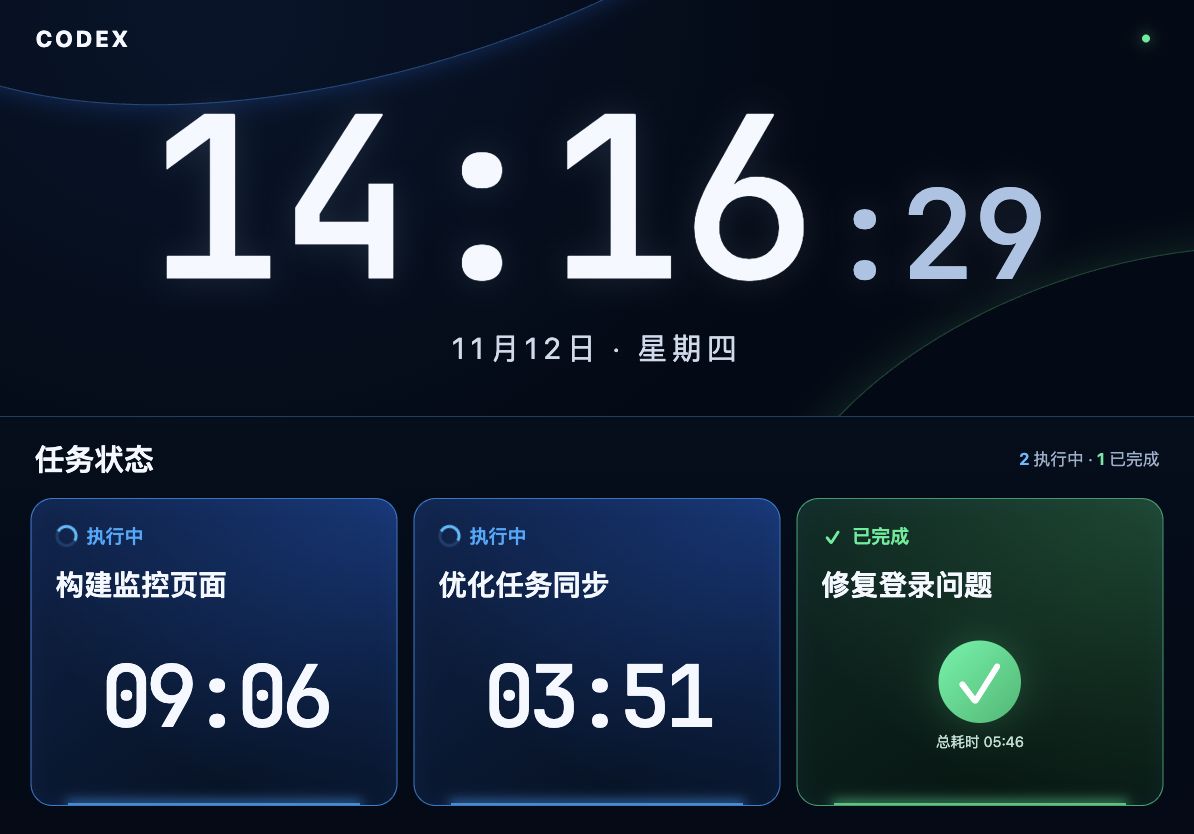 CODEX
14:16:29
11月12日 · 星期四
任务状态
2 执行中 · 1 已完成
执行中
构建监控页面
09:06
执行中
优化任务同步
03:51
已完成
修复登录问题
总耗时 05:46